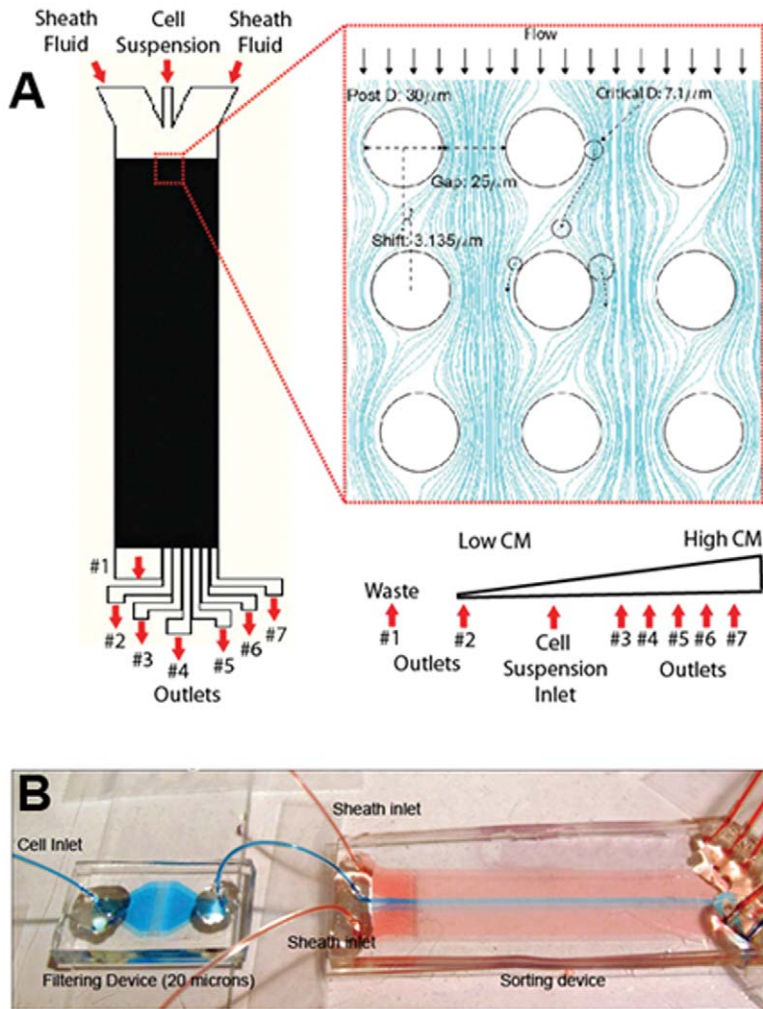 Sheath
Fluid
Cell
Suspension
Sheath
Fluid
A
Flow
Post D: 30μm
Critical D: 7.1μm
Gap: 25μm
Shift: 3.135μm
#1
#2
#3
#4
#5
#6
#7
Outlets
Low CM
High CM
Waste
#1
#2
Cell
Suspension
Inlet
#3
#4
#5
#6
#7
Outlets
Outlets
B
Cell Inlet
Sheath inlet
Sheath inlet
Filtering Device (20 microns)
Sorting device